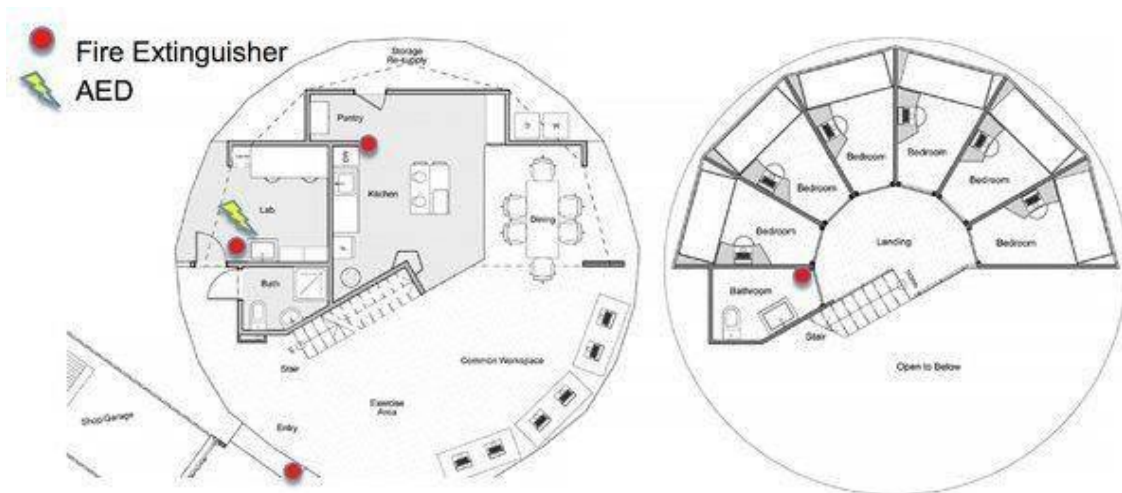 Fire Extinguisher
AED
Storage
Re-supply
Pantry
Kitchen
Lab
Dining
Bath
Stair
Common Workspace
Exercise
Area
Entry
Shop/Garage
Bedroom
Bedroom
Bedroom
Bedroom
Bedroom
Bedroom
Landing
Bathroom
Stair
Open to Below